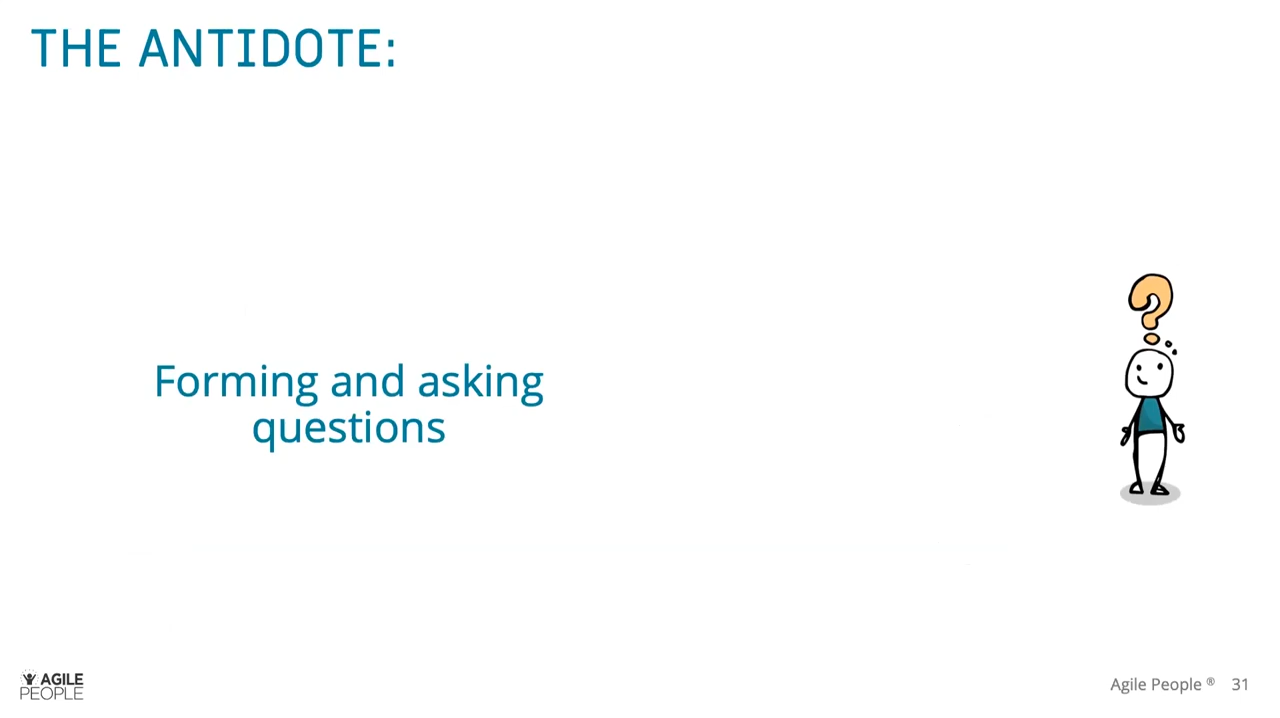 THE ANTIDOTE:
Forming and asking
questions
AGILE
PEOPLE
Agile People ® 31